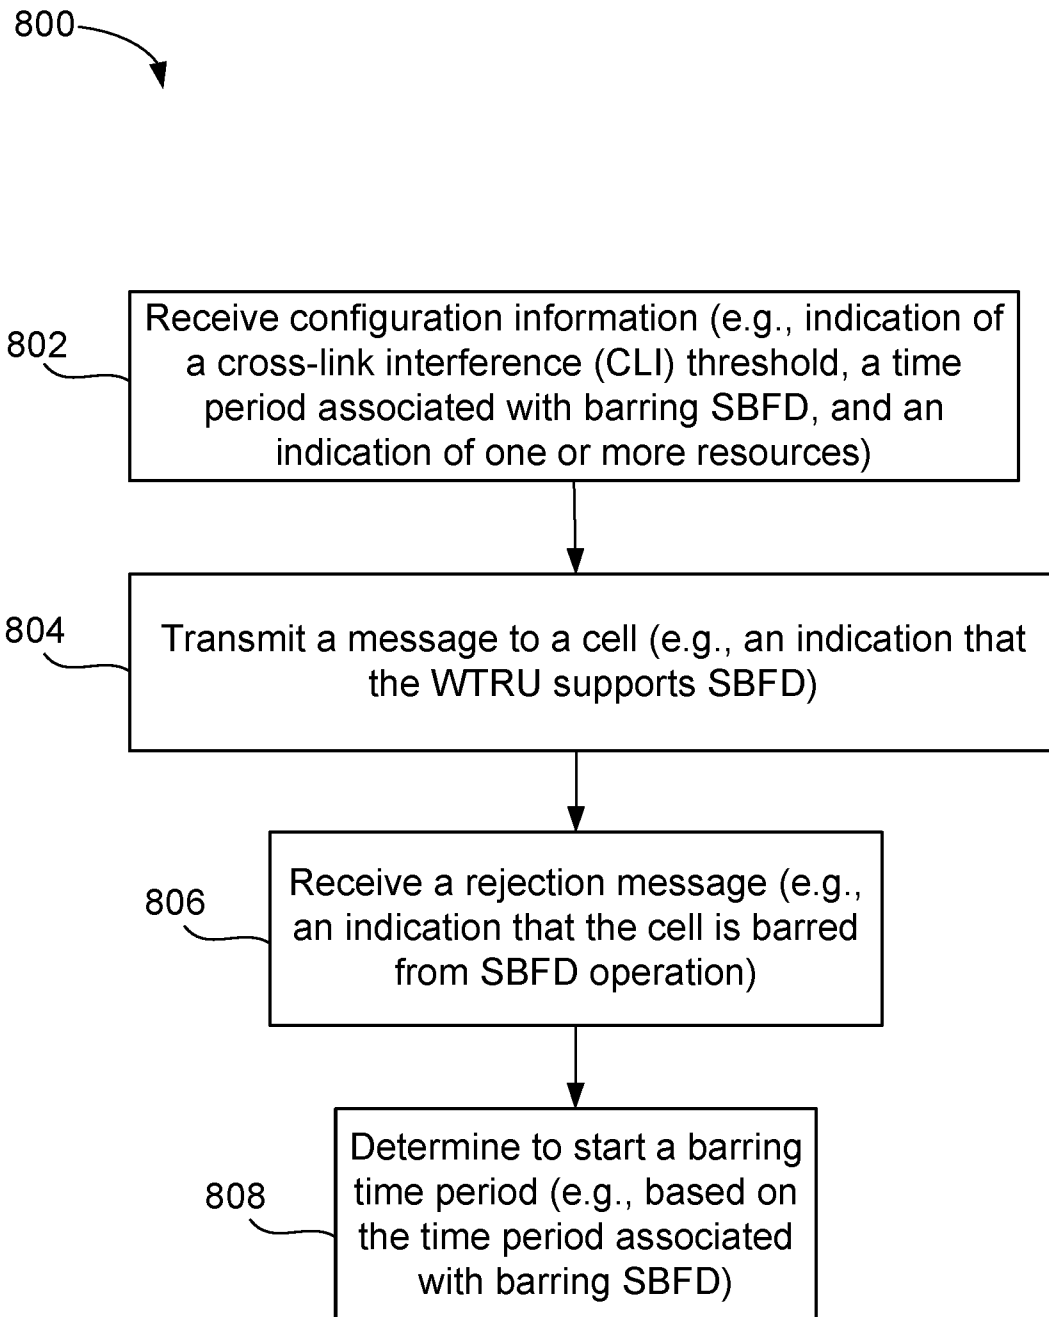 800
802
Receive configuration information (e.g., indication of
a cross-link interference (CLI) threshold, a time
period associated with barring SBFD, and an
indication of one or more resources)
804
Transmit a message to a cell (e.g., an indication that
the WTRU supports SBFD)
806
Receive a rejection message (e.g.,
an indication that the cell is barred
from SBFD operation)
808
Determine to start a barring
time period (e.g., based on
the time period associated
with barring SBFD)